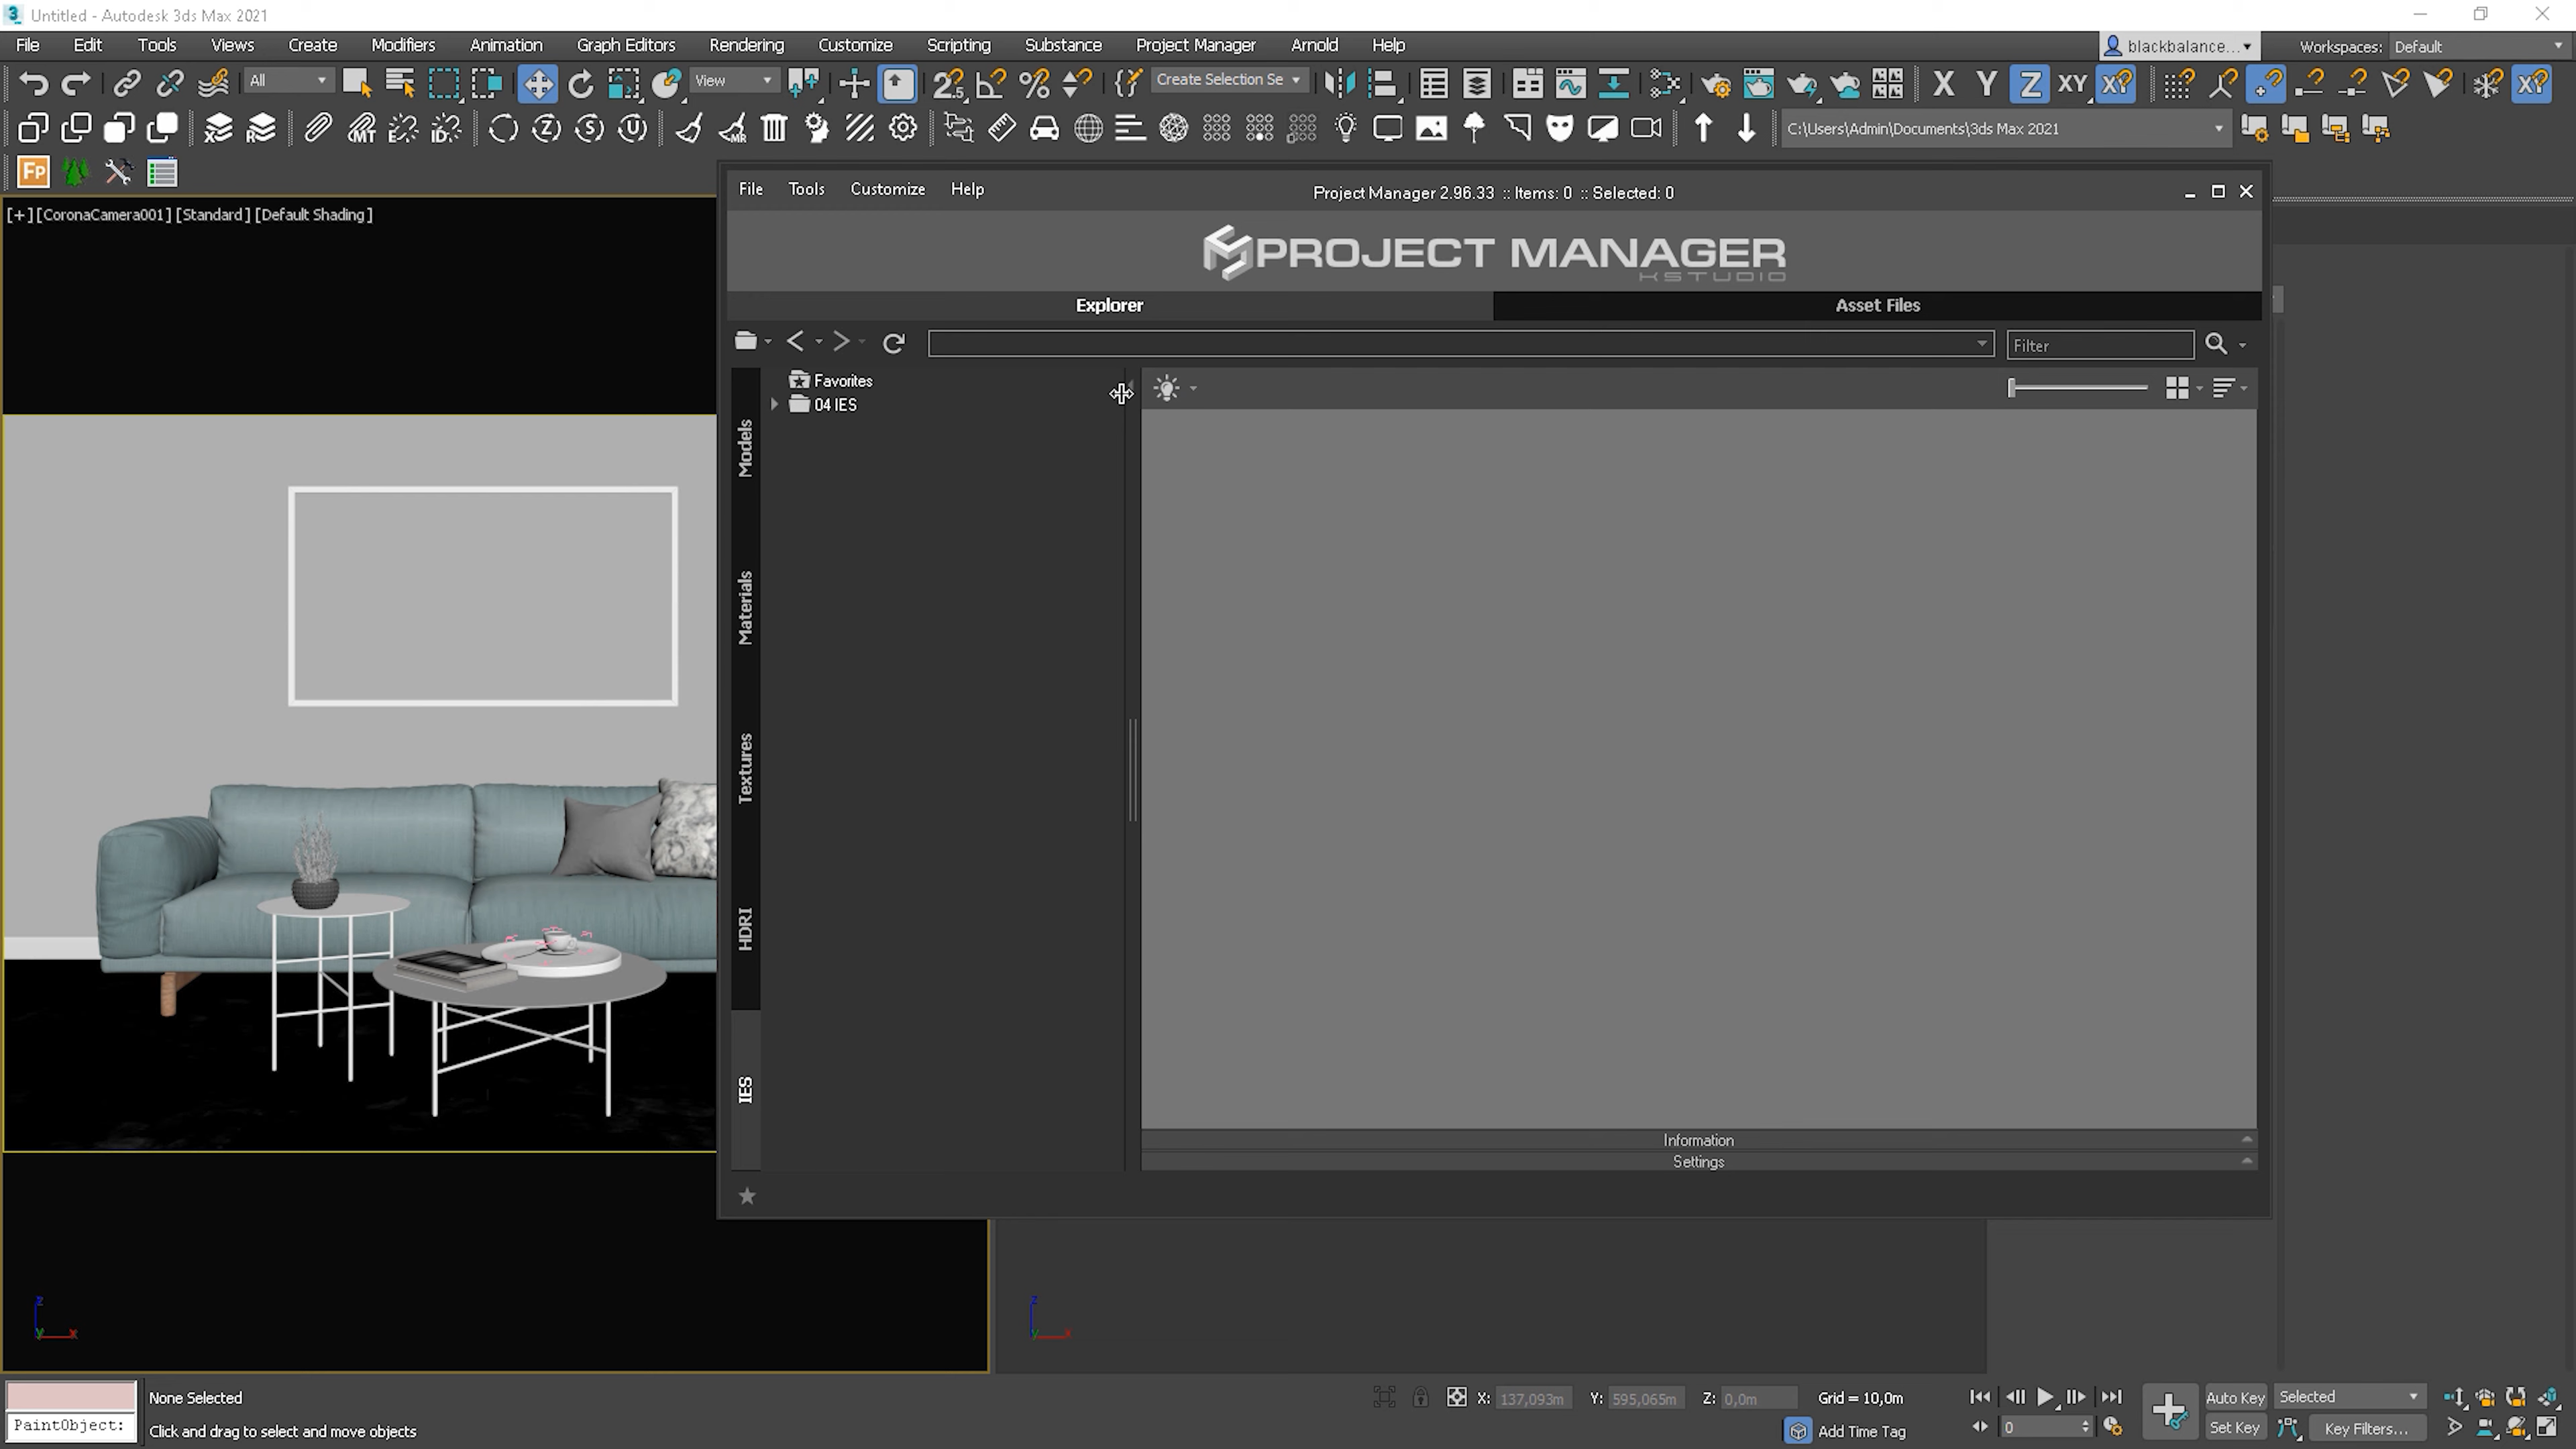 Untitled - Autodesk 3ds Max 2021
File Edit Tools Views Create Modifiers Animation Graph Editors Rendering Customize Scripting Substance Project Manager Arnold Help
blackbalance... Workspaces: Default
All View Create Selection Se X Y Z XY
C:\Users\Admin\Documents\3ds Max 2021
Fp
[+] [CoronaCamera001] [Standard] [Default Shading]
File Tools Customize Help
Project Manager 2.96.33 :: Items: 0 :: Selected: 0
PROJECT MANAGER
KSTUDIO
Explorer Asset Files
Filter
Favorites
04 IES
Models
Materials
Textures
HDRI
IES
Information
Settings
z
y x
z
y x
None Selected
PaintObject:
Click and drag to select and move objects
X: 137,093m Y: 595,065m Z: 0,0m Grid = 10,0m
Add Time Tag
0
Auto Key Selected
Set Key Key Filters...